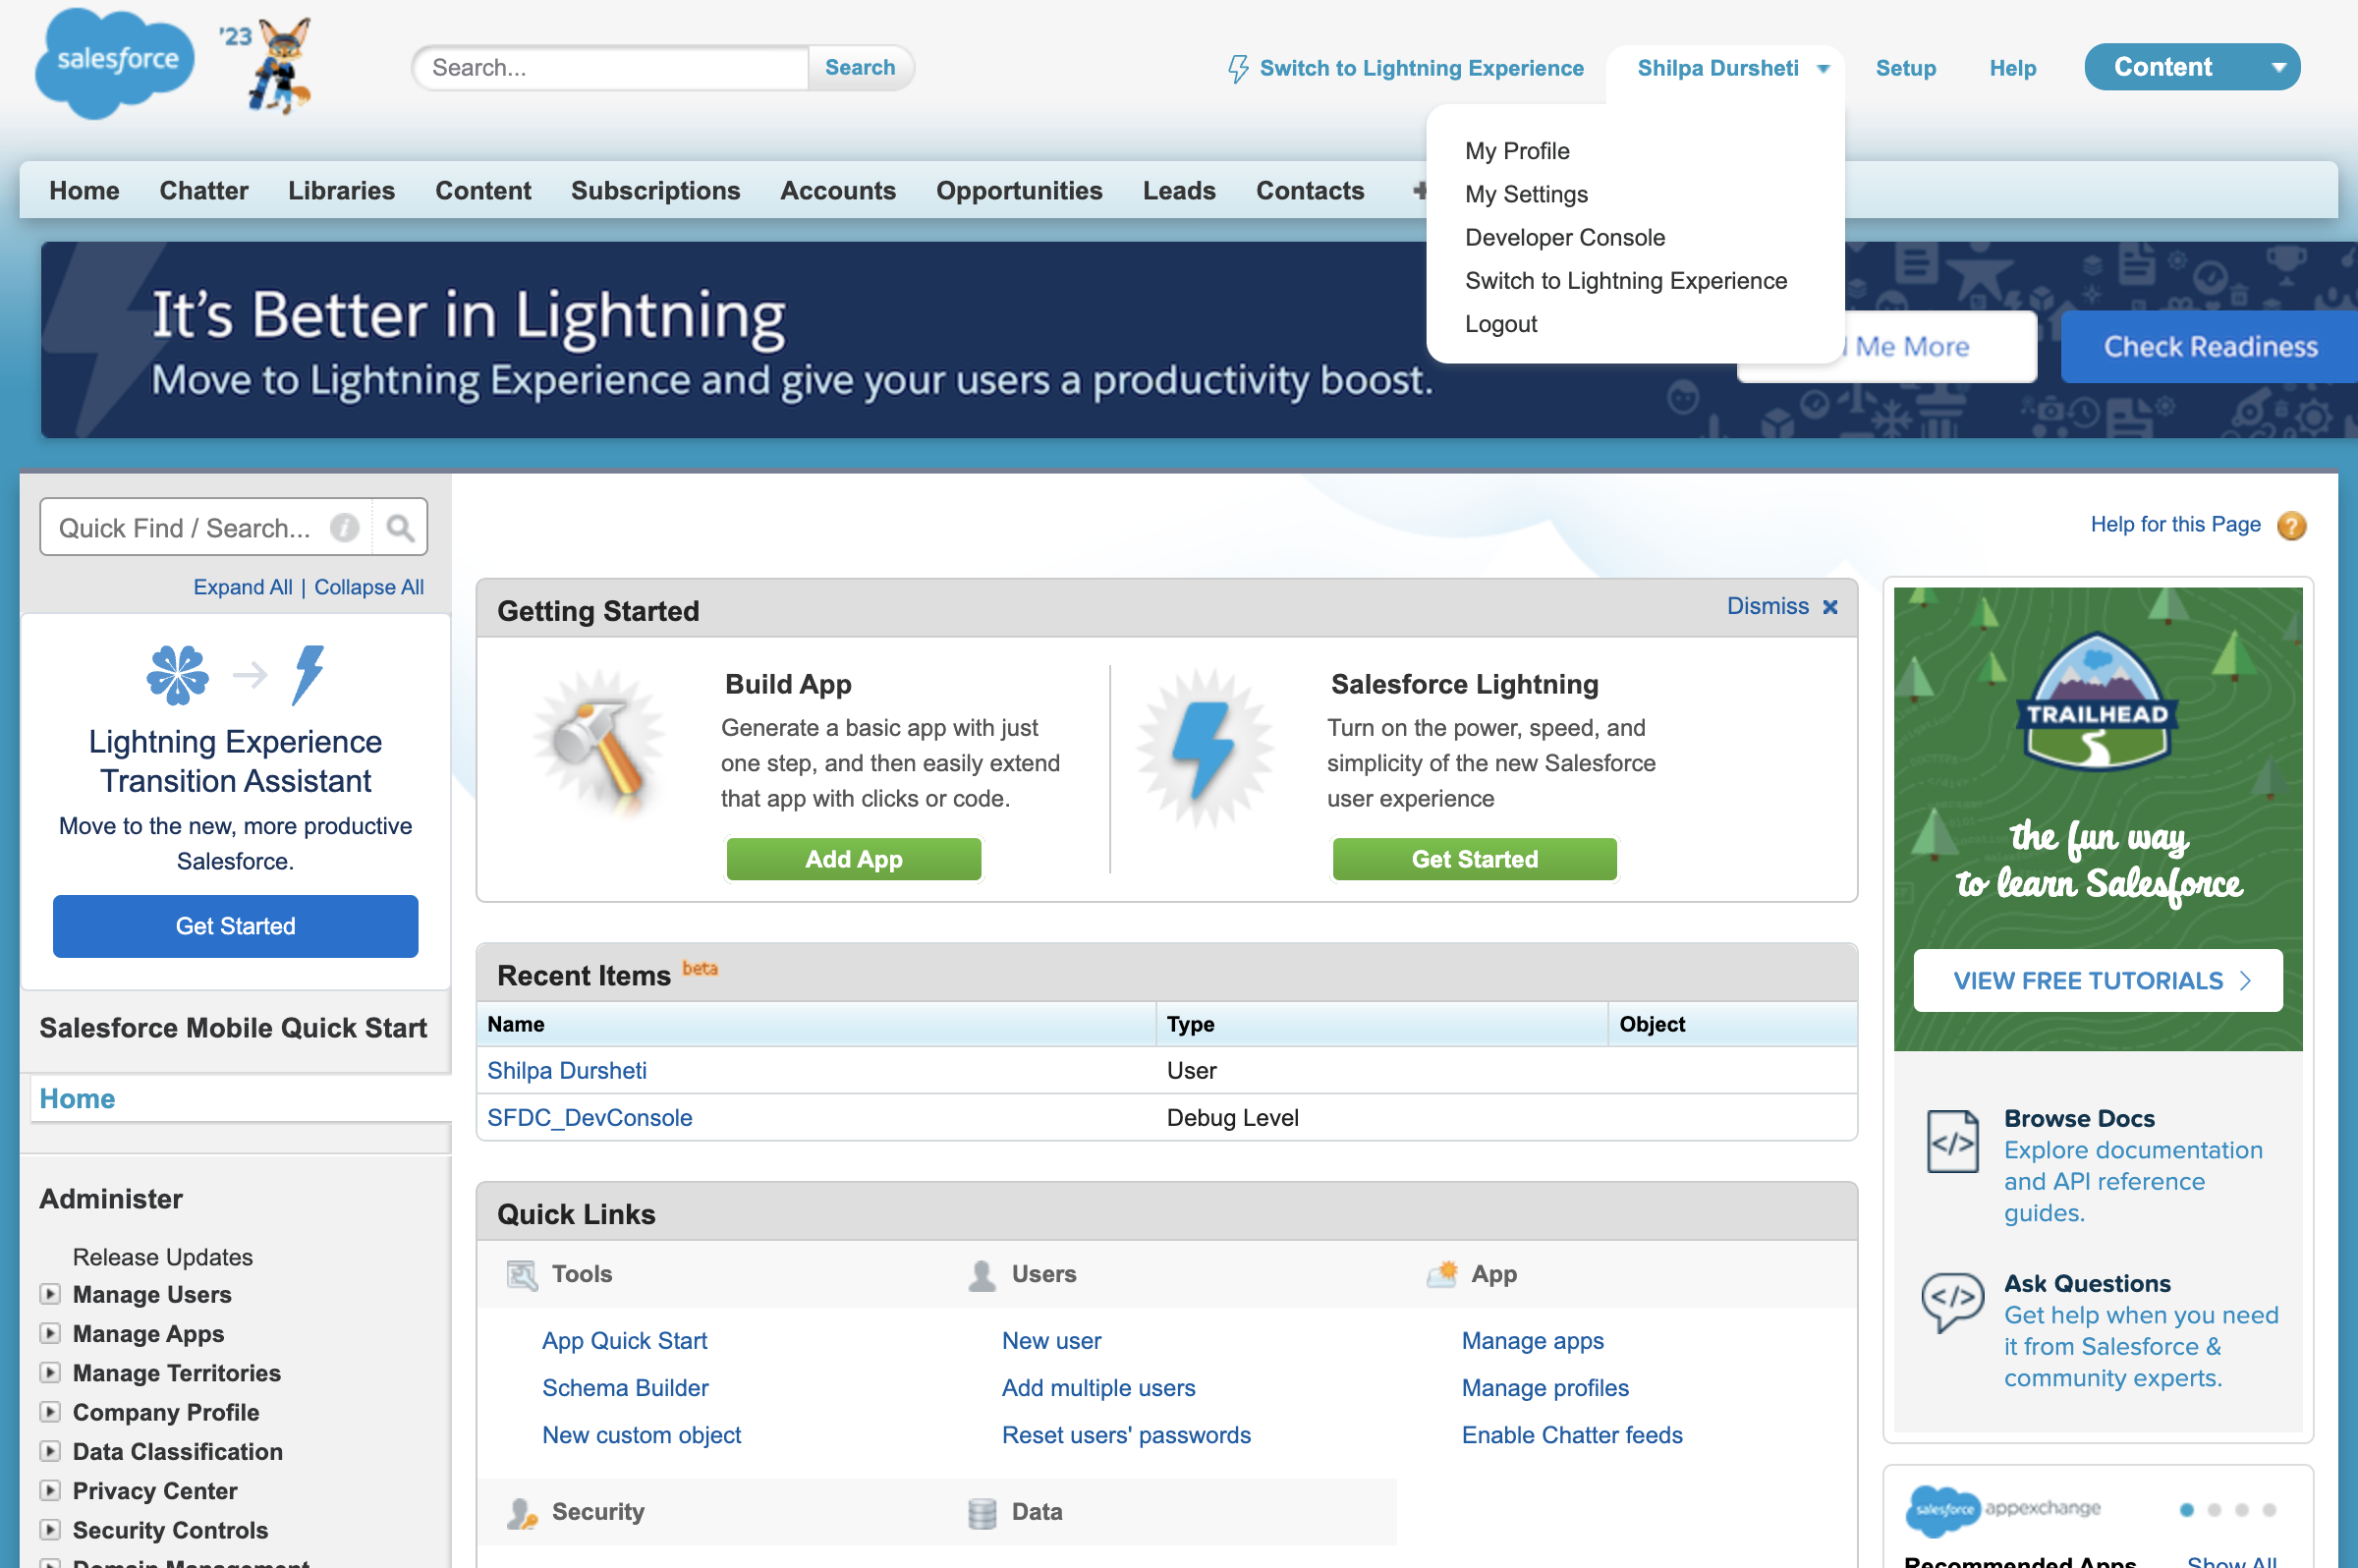 salesforce
'23
Search...
Search
Switch to Lightning Experience
Shilpa Dursheti
Setup
Help
Content
My Profile
My Settings
Developer Console
Switch to Lightning Experience
Logout
Home
Chatter
Libraries
Content
Subscriptions
Accounts
Opportunities
Leads
Contacts
It's Better in Lightning
Move to Lightning Experience and give your users a productivity boost.
Me More
Check Readiness
Quick Find / Search...
Expand All | Collapse All
Lightning Experience
Transition Assistant
Move to the new, more productive
Salesforce.
Get Started
Salesforce Mobile Quick Start
Home
Administer
Release Updates
Manage Users
Manage Apps
Manage Territories
Company Profile
Data Classification
Privacy Center
Security Controls
Domain Management
Help for this Page
Getting Started
Dismiss
Build App
Generate a basic app with just
one step, and then easily extend
that app with clicks or code.
Add App
Salesforce Lightning
Turn on the power, speed, and
simplicity of the new Salesforce
user experience
Get Started
Recent Items beta
Name Type Object
Shilpa Dursheti User
SFDC_DevConsole Debug Level
Quick Links
Tools
App Quick Start
Schema Builder
New custom object
Users
New user
Add multiple users
Reset users' passwords
App
Manage apps
Manage profiles
Enable Chatter feeds
Security
Data
TRAILHEAD
the fun way
to learn Salesforce
VIEW FREE TUTORIALS
Browse Docs
Explore documentation
and API reference
guides.
Ask Questions
Get help when you need
it from Salesforce &
community experts.
salesforce appexchange
Recommended Apps
Show All